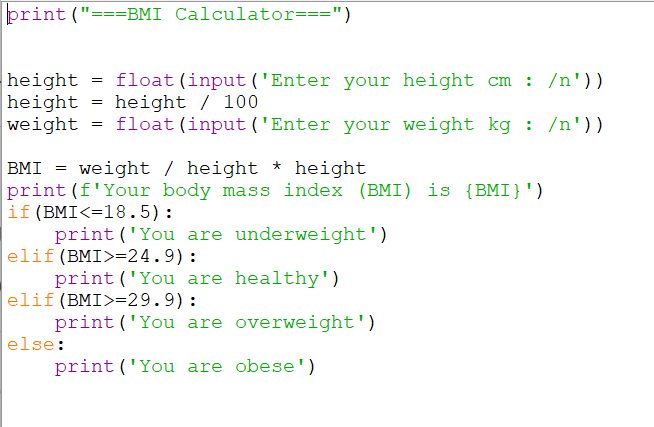 print("===BMI Calculator===")
height = float(input('Enter your height cm : /n'))
height = height / 100
weight = float(input('Enter your weight kg : /n'))
BMI = weight / height * height
print(f'Your body mass index (BMI) is {BMI}')
if(BMI<=18.5):
    print('You are underweight')
elif(BMI>=24.9):
    print('You are healthy')
elif(BMI>=29.9):
    print('You are overweight')
else:
    print('You are obese')